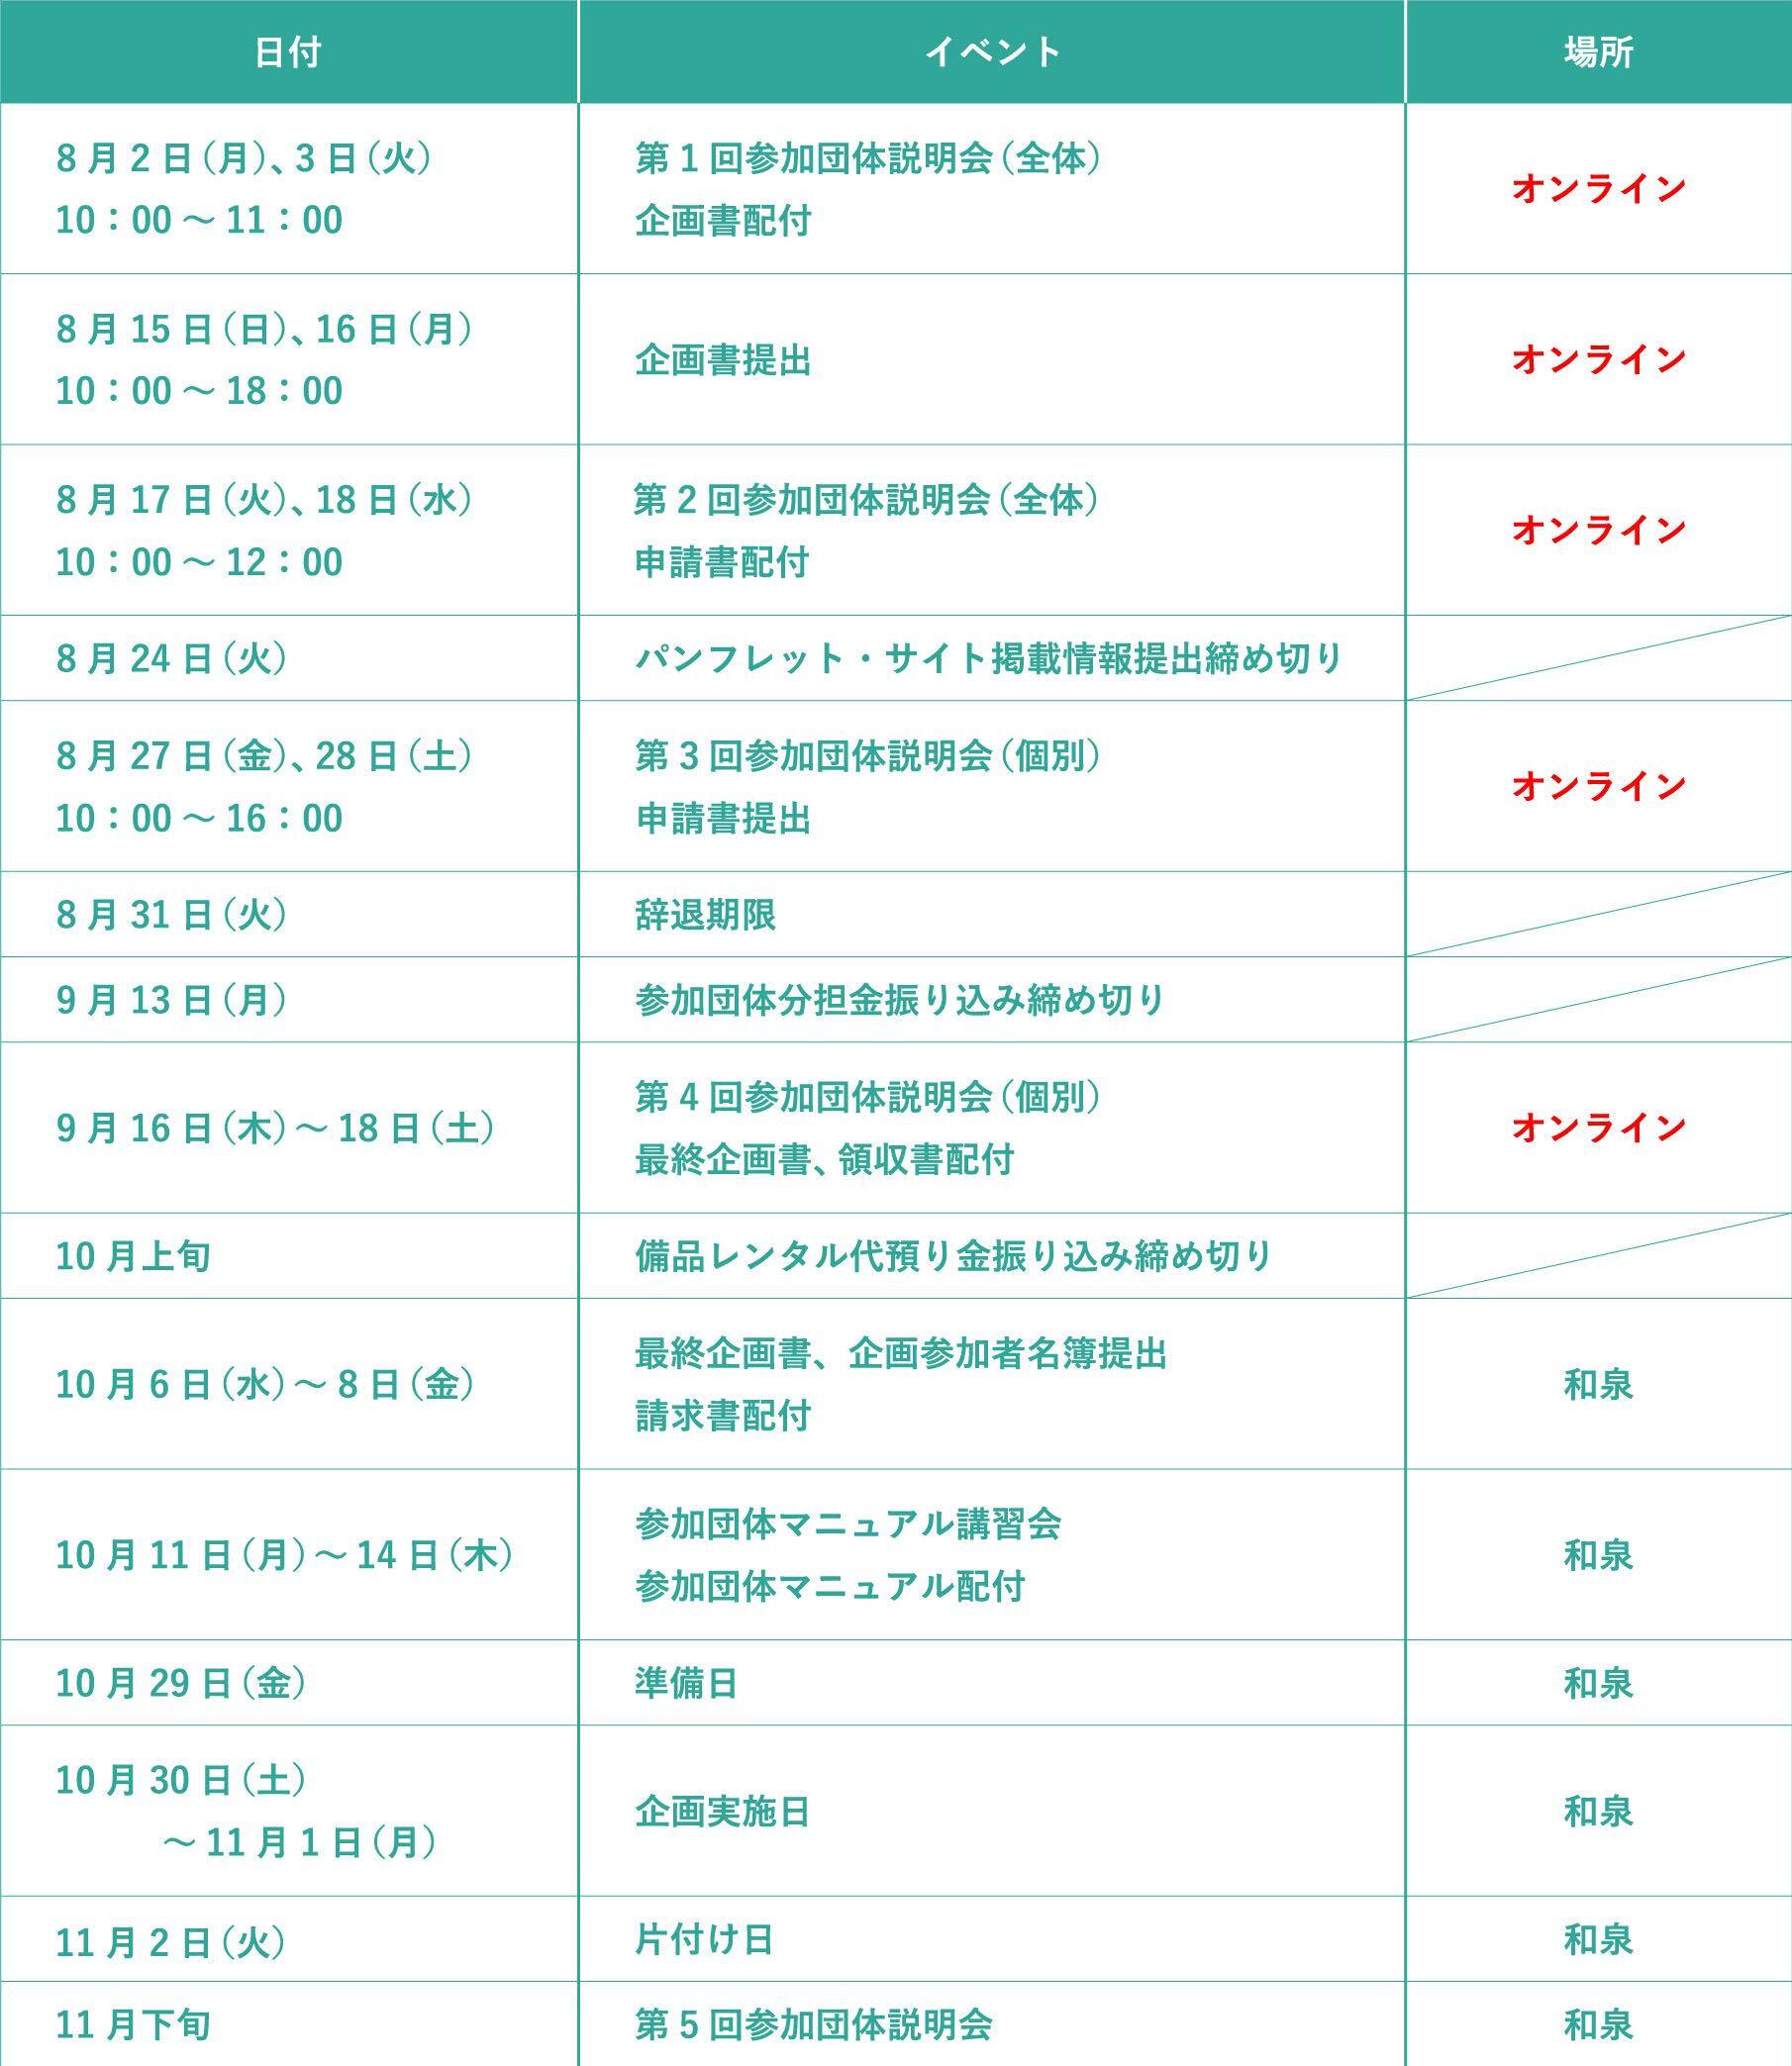 日付
イベント
場所
8月2日(月)、3日(火)
10:00〜11:00
第1回参加団体説明会(全体)
企画書配付
オンライン
8月15日(日)、16日(月)
10:00〜18:00
企画書提出
オンライン
8月17日(火)、18日(水)
10:00〜12:00
第2回参加団体説明会(全体)
申請書配付
オンライン
8月24日(火)
パンフレット・サイト掲載情報提出締め切り
8月27日(金)、28日(土)
10:00〜16:00
第3回参加団体説明会(個別)
申請書提出
オンライン
8月31日(火)
辞退期限
9月13日(月)
参加団体分担金振り込み締め切り
9月16日(木)〜18日(土)
第4回参加団体説明会(個別)
最終企画書、領収書配付
オンライン
10月上旬
備品レンタル代預り金振り込み締め切り
10月6日(水)〜8日(金)
最終企画書、企画参加者名簿提出
請求書配付
和泉
10月11日(月)〜14日(木)
参加団体マニュアル講習会
参加団体マニュアル配付
和泉
10月29日(金)
準備日
和泉
10月30日(土)
〜11月1日(月)
企画実施日
和泉
11月2日(火)
片付け日
和泉
11月下旬
第5回参加団体説明会
和泉